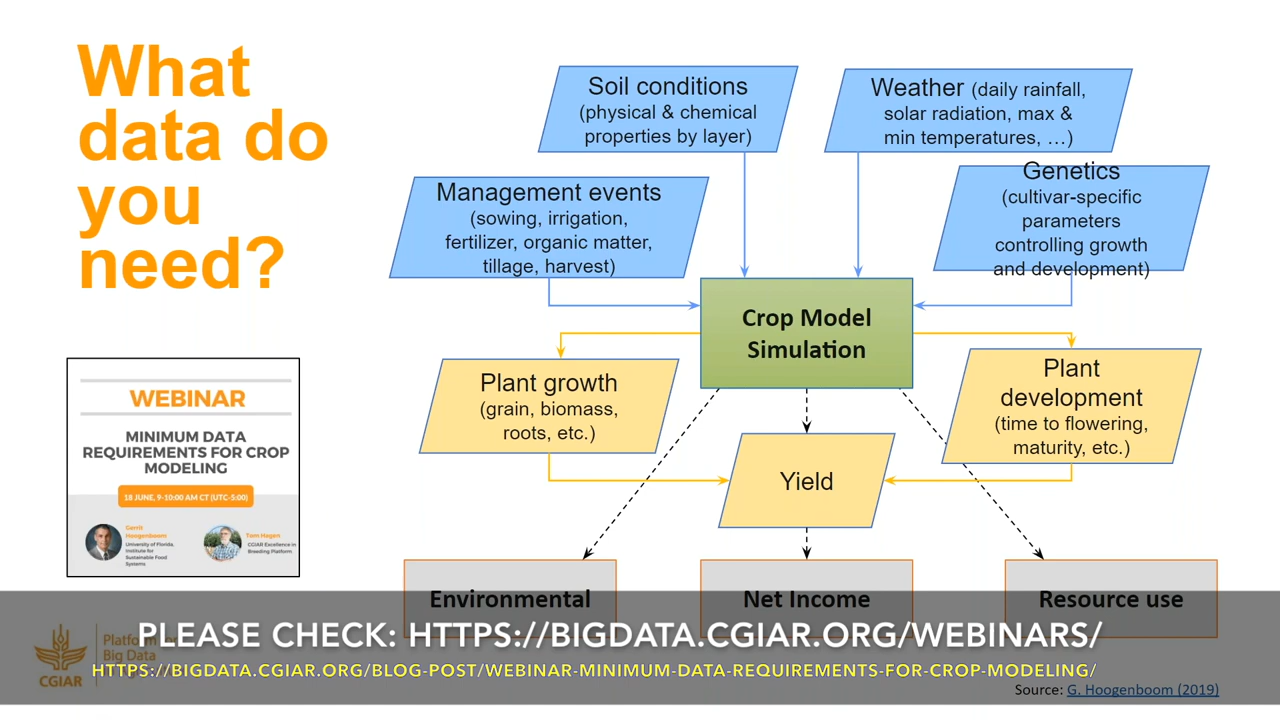 What
data do
you
need?
Soil conditions
(physical & chemical
properties by layer)
Weather (daily rainfall,
solar radiation, max &
min temperatures, …)
Management events
(sowing, irrigation,
fertilizer, organic matter,
tillage, harvest)
Genetics
(cultivar-specific
parameters
controlling growth
and development)
Crop Model
Simulation
Plant growth
(grain, biomass,
roots, etc.)
Plant
development
(time to flowering,
maturity, etc.)
Yield
WEBINAR
MINIMUM DATA
REQUIREMENTS FOR CROP
MODELING
18 JUNE, 9-10:00 AM CT (UTC-5:00)
Gerrit
Hoogenboom
University of Florida,
Institute for
Sustainable Food
Systems
Tom Hagen
CGIAR Excellence in
Breeding Platform
Environmental
Net Income
Resource use
PLEASE CHECK: HTTPS://BIGDATA.CGIAR.ORG/WEBINARS/
HTTPS://BIGDATA.CGIAR.ORG/BLOG-POST/WEBINAR-MINIMUM-DATA-REQUIREMENTS-FOR-CROP-MODELING/
CGIAR
Platform for
Big Data
Source: G. Hoogenboom (2019)